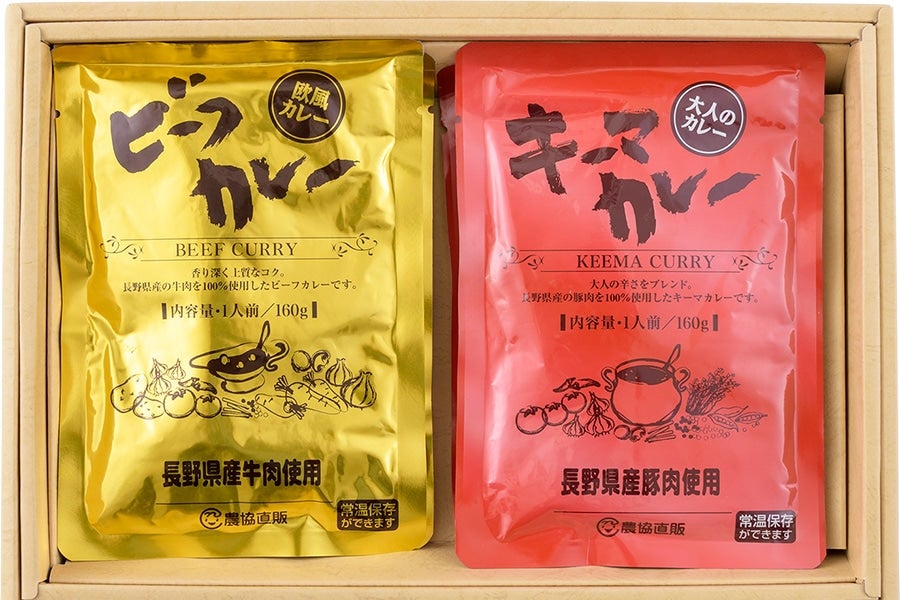 欧風
カレー
ビーフ
カレー
BEEF CURRY
香り深く上質なコク。
長野県産の牛肉を100%使用したビーフカレーです。
内容量・1人前／160g
長野県産牛肉使用
農協直販
常温保存
ができます
大人の
カレー
キーマ
カレー
KEEMA CURRY
大人の辛さをブレンド。
長野県産の豚肉を100%使用したキーマカレーです。
内容量・1人前／160g
長野県産豚肉使用
農協直販
常温保存
ができます